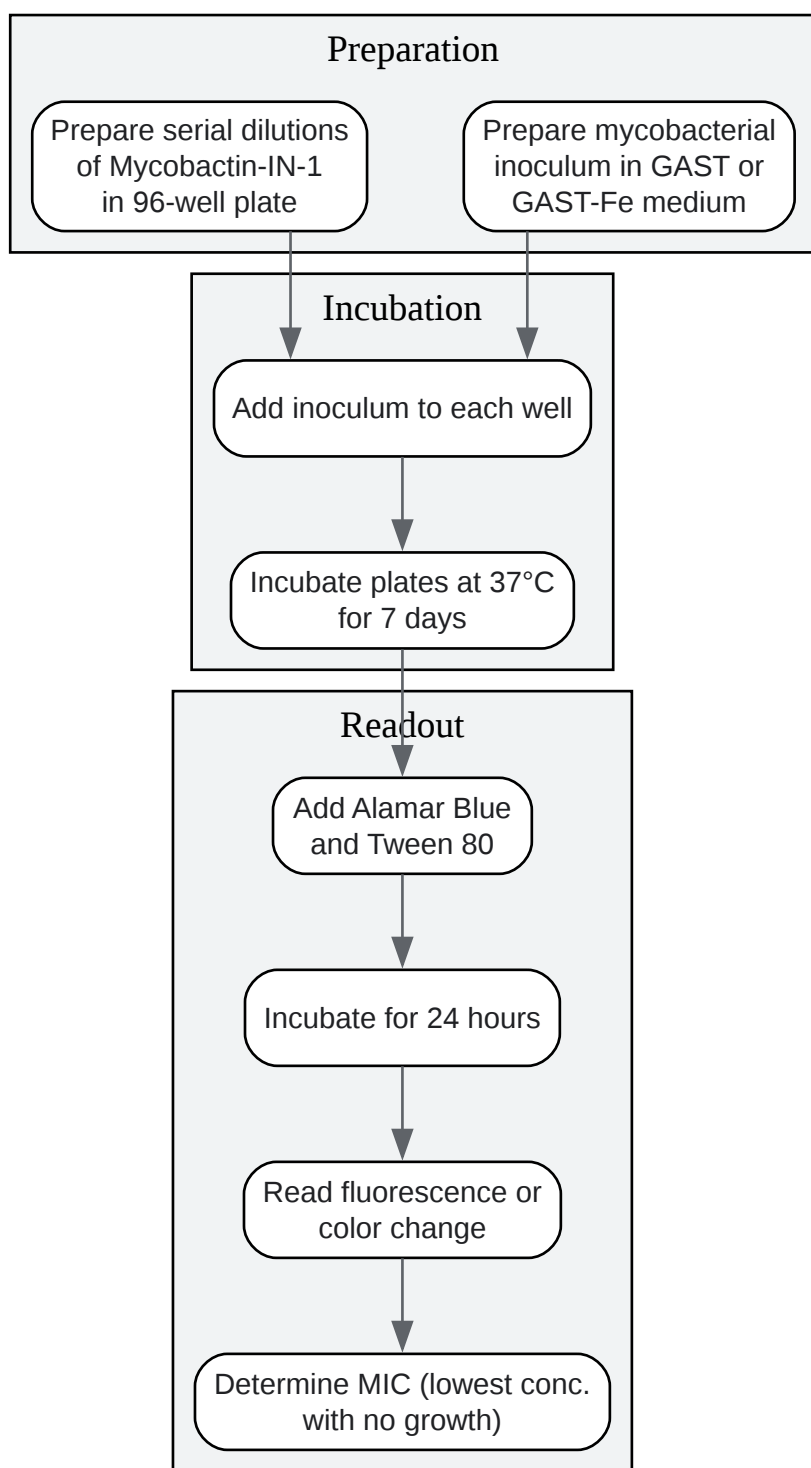 Preparation
Prepare serial dilutions
of Mycobactin-IN-1
in 96-well plate
Prepare mycobacterial
inoculum in GAST or
GAST-Fe medium
Incubation
Add inoculum to each well
Incubate plates at 37°C
for 7 days
Readout
Add Alamar Blue
and Tween 80
Incubate for 24 hours
Read fluorescence or
color change
Determine MIC (lowest conc.
with no growth)